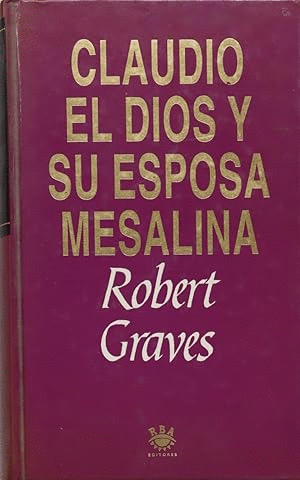 CLAUDIO
EL DIOS Y
SU ESPOSA
MESALINA
Robert
Graves
RBA
EDITORES